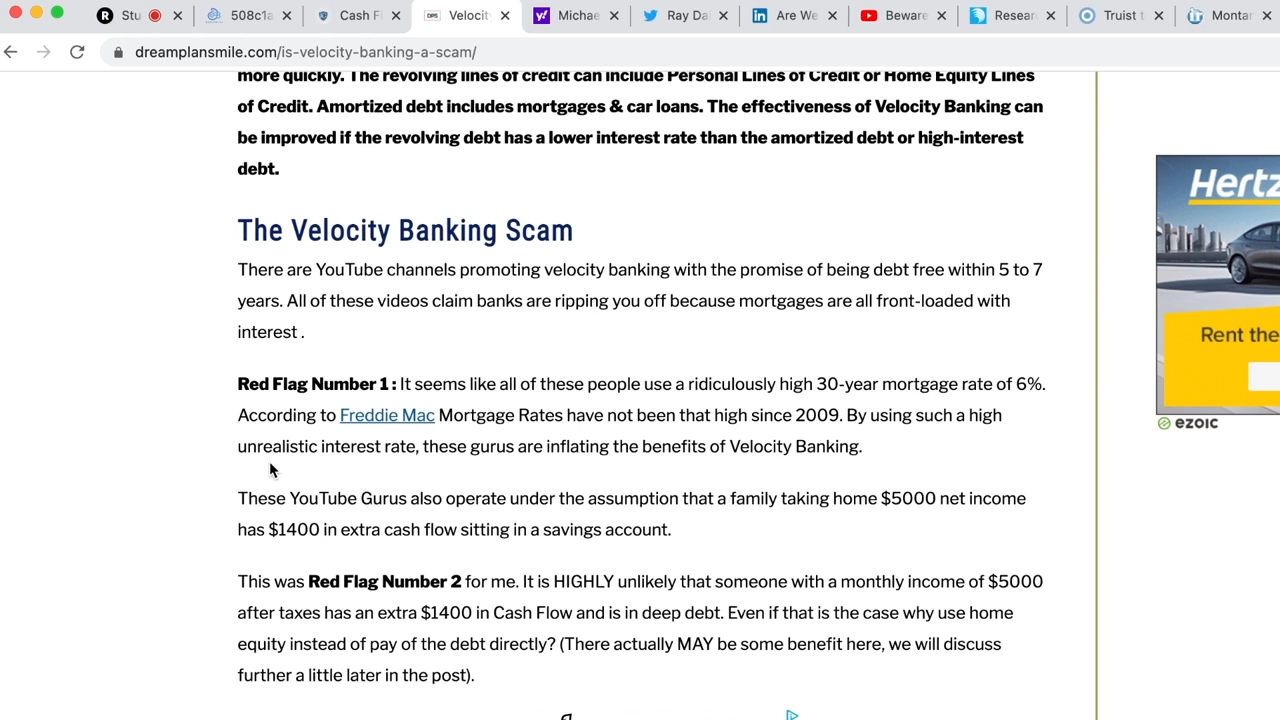 Stu
508c1a
Cash Fl
DPS Velocity
Michae
Ray Dal
Are We
Beware
Resear
Truist t
Montan
dreamplansmile.com/is-velocity-banking-a-scam/
more quickly. The revolving lines of credit can include Personal Lines of Credit or Home Equity Lines
of Credit. Amortized debt includes mortgages & car loans. The effectiveness of Velocity Banking can
be improved if the revolving debt has a lower interest rate than the amortized debt or high-interest
debt.
The Velocity Banking Scam
There are YouTube channels promoting velocity banking with the promise of being debt free within 5 to 7
years. All of these videos claim banks are ripping you off because mortgages are all front-loaded with
interest .
Red Flag Number 1 : It seems like all of these people use a ridiculously high 30-year mortgage rate of 6%.
According to Freddie Mac Mortgage Rates have not been that high since 2009. By using such a high
unrealistic interest rate, these gurus are inflating the benefits of Velocity Banking.
These YouTube Gurus also operate under the assumption that a family taking home $5000 net income
has $1400 in extra cash flow sitting in a savings account.
This was Red Flag Number 2 for me. It is HIGHLY unlikely that someone with a monthly income of $5000
after taxes has an extra $1400 in Cash Flow and is in deep debt. Even if that is the case why use home
equity instead of pay of the debt directly? (There actually MAY be some benefit here, we will discuss
further a little later in the post).
Hertz
Rent the
ezoic